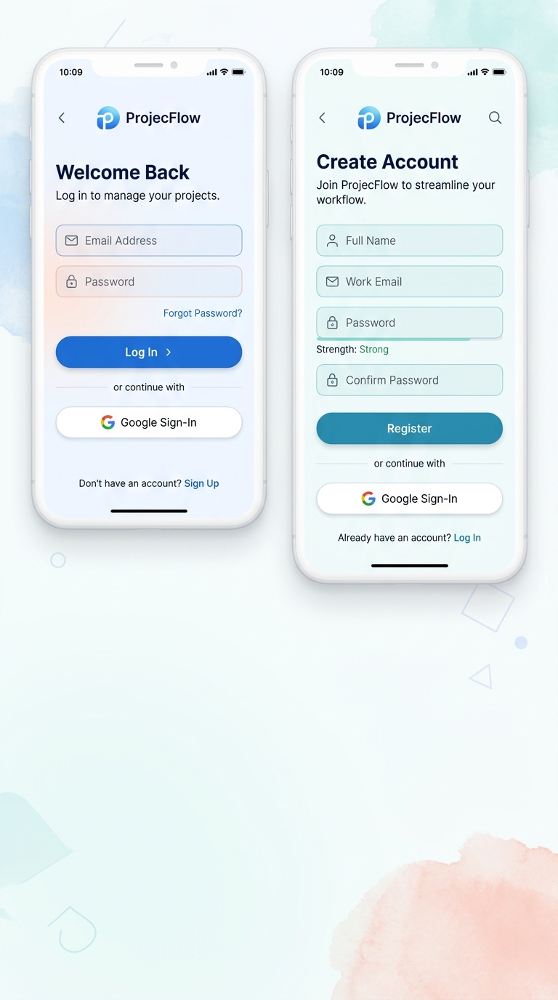 10:09
ProjecFlow
Welcome Back
Log in to manage your projects.
Email Address
Password
Forgot Password?
Log In
or continue with
Google Sign-In
Don't have an account? Sign Up
10:09
ProjecFlow
Create Account
Join ProjecFlow to streamline your
workflow.
Full Name
Work Email
Password
Strength: Strong
Confirm Password
Register
or continue with
Google Sign-In
Already have an account? Log In